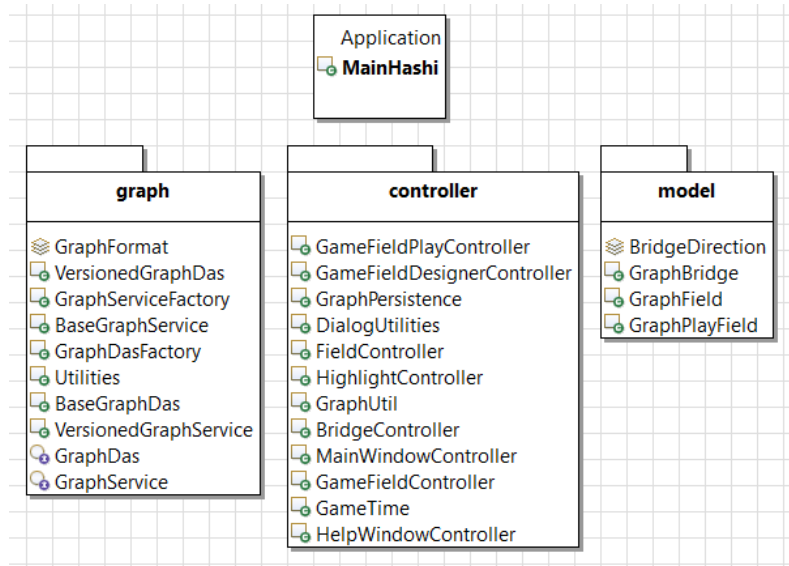 Application
MainHashi
graph
GraphFormat
VersionedGraphDas
GraphServiceFactory
BaseGraphService
GraphDasFactory
Utilities
BaseGraphDas
VersionedGraphService
GraphDas
GraphService
controller
GameFieldPlayController
GameFieldDesignerController
GraphPersistence
DialogUtilities
FieldController
HighlightController
GraphUtil
BridgeController
MainWindowController
GameFieldController
GameTime
HelpWindowController
model
BridgeDirection
GraphBridge
GraphField
GraphPlayField